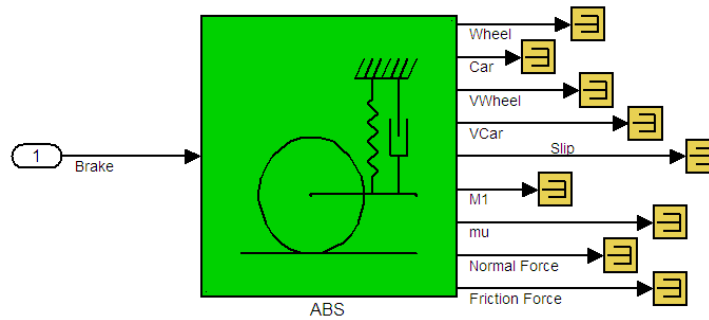 Wheel
Car
VWheel
VCar
Slip
1
Brake
M1
mu
Normal Force
Friction Force
ABS